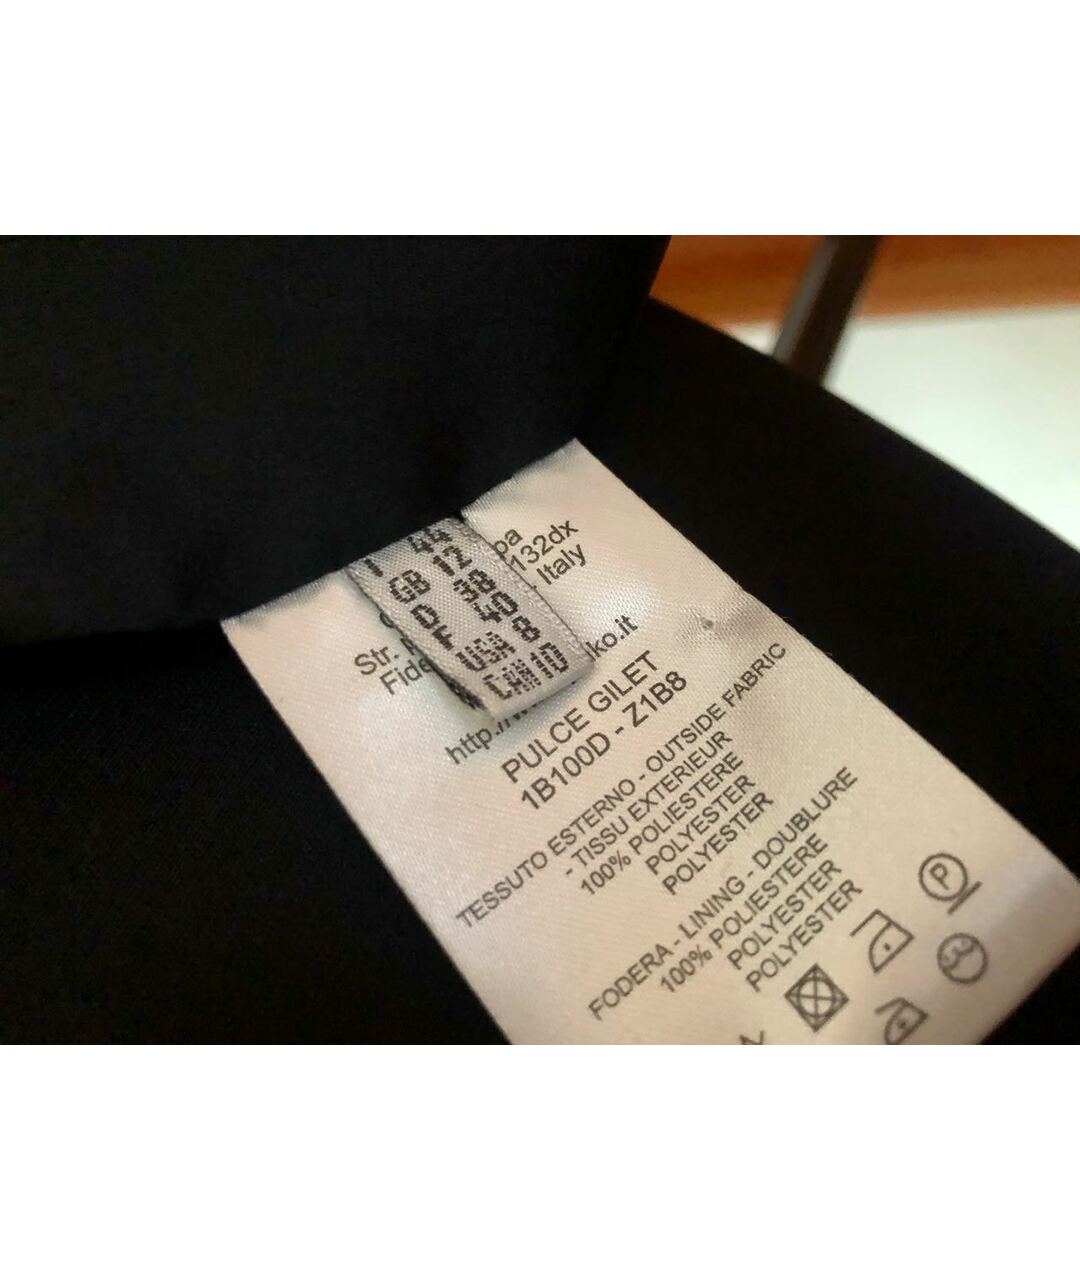 I 44
GB 12
D 38
F 40
USA 8
CAN 10
pa
132dx
Str.
Italy
Fide
http://w
ko.it
PULCE GILET
1B100D - Z1B8
TESSUTO ESTERNO - OUTSIDE FABRIC
- TISSU EXTERIEUR
100% POLIESTERE
POLYESTER
POLYESTER
FODERA - LINING - DOUBLURE
100% POLIESTERE
POLYESTER
POLYESTER
P